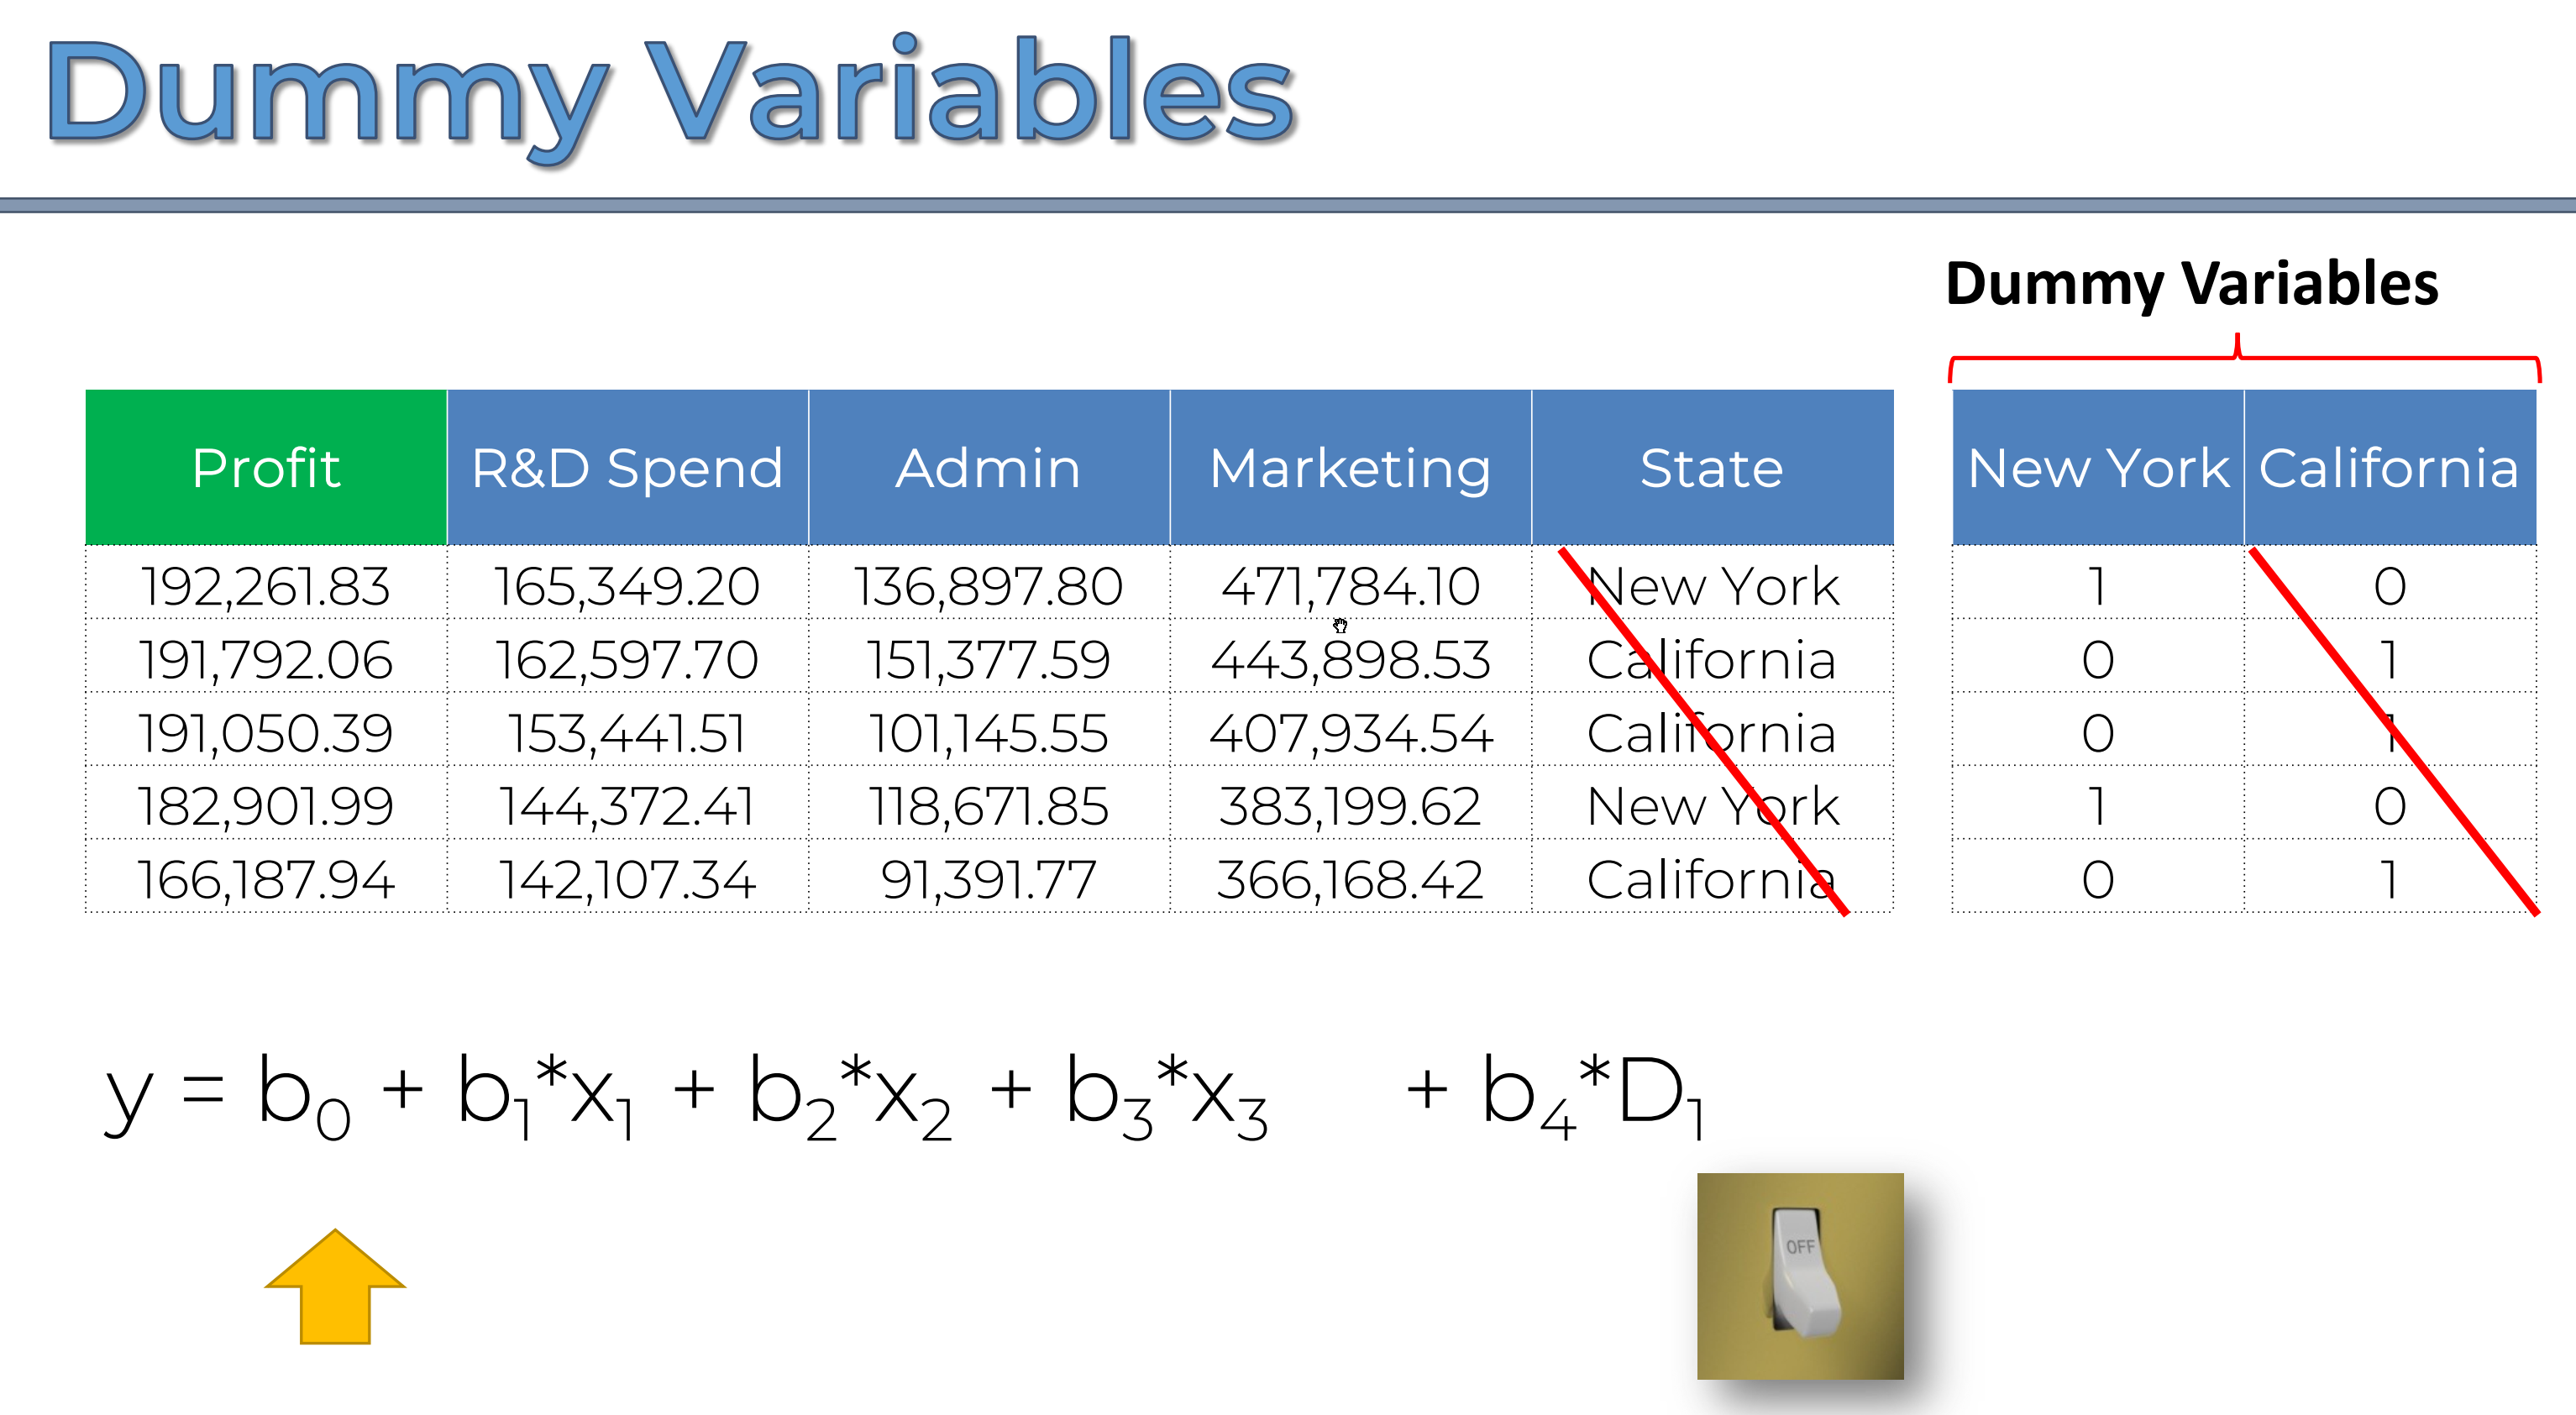 Dummy Variables
Dummy Variables
Profit R&D Spend Admin Marketing State New York California
192,261.83 165,349.20 136,897.80 471,784.10 New York 1 0
191,792.06 162,597.70 151,377.59 443,898.53 California 0 1
191,050.39 153,441.51 101,145.55 407,934.54 California 0 1
182,901.99 144,372.41 118,671.85 383,199.62 New York 1 0
166,187.94 142,107.34 91,391.77 366,168.42 California 0 1
y = b₀ + b₁*x₁ + b₂*x₂ + b₃*x₃ + b₄*D₁
OFF